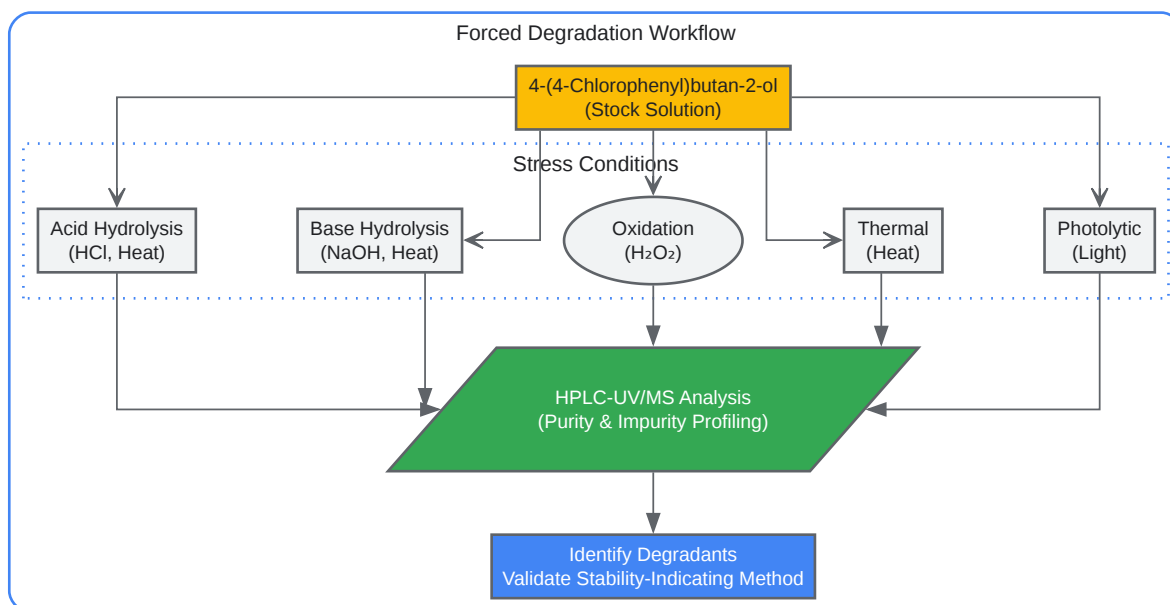 Forced Degradation Workflow
4-(4-Chlorophenyl)butan-2-ol
(Stock Solution)
Stress Conditions
Acid Hydrolysis
(HCl, Heat)
Base Hydrolysis
(NaOH, Heat)
Oxidation
(H₂O₂)
Thermal
(Heat)
Photolytic
(Light)
HPLC-UV/MS Analysis
(Purity & Impurity Profiling)
Identify Degradants
Validate Stability-Indicating Method